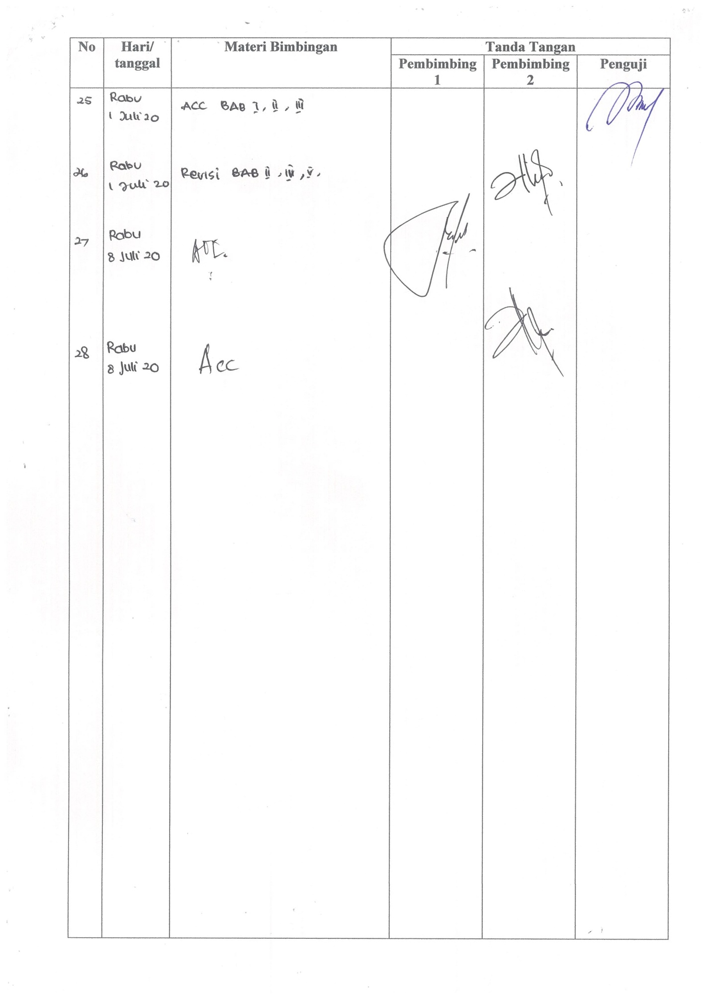 No Hari/ Materi Bimbingan Tanda Tangan
tanggal Pembimbing Pembimbing Penguji
1 2
25 Rabu ACC BAB I, II, III
1 Juli 20
26 Rabu Revisi BAB II, IV, V,
1 Juli 20
27 Rabu
8 Juli 20 ACC.
28 Rabu Acc
8 Juli 20